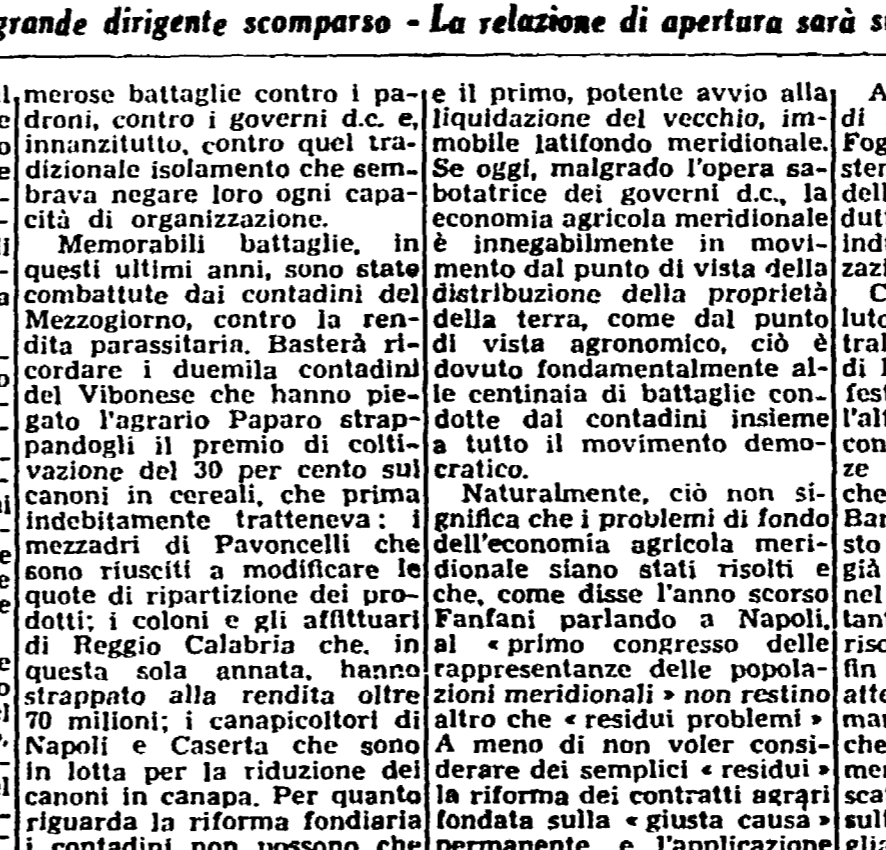 grande dirigente scomparso - La relazione di apertura sarà
merose battaglie contro i pa-
droni, contro i governi d.c. e,
innanzitutto, contro quel tra-
dizionale isolamento che sem-
brava negare loro ogni capa-
cità di organizzazione.
Memorabili battaglie, in
questi ultimi anni, sono state
combattute dai contadini del
Mezzogiorno, contro la ren-
dita parassitaria. Basterà ri-
cordare i duemila contadini
del Vibonese che hanno pie-
gato l'agrario Paparo strap-
pandogli il premio di colti-
vazione del 30 per cento sul
canoni in cereali, che prima
indebitamente tratteneva: i
mezzadri di Pavoncelli che
sono riusciti a modificare le
quote di ripartizione dei pro-
dotti; i coloni e gli affittuari
di Reggio Calabria che, in
questa sola annata, hanno
strappato alla rendita oltre
70 milioni; i canapicoltori di
Napoli e Caserta che sono
in lotta per la riduzione dei
canoni in canapa. Per quanto
riguarda la riforma fondiaria
i contadini non possono che
e il primo, potente avvio alla
liquidazione del vecchio, im-
mobile latifondo meridionale.
Se oggi, malgrado l'opera sa-
botatrice dei governi d.c., la
economia agricola meridionale
è innegabilmente in movi-
mento dal punto di vista della
distribuzione della proprietà
della terra, come dal punto
di vista agronomico, ciò è
dovuto fondamentalmente al-
le centinaia di battaglie con-
dotte dai contadini insieme
a tutto il movimento demo-
cratico.
Naturalmente, ciò non si-
gnifica che i problemi di fondo
dell'economia agricola meri-
dionale siano stati risolti e
che, come disse l'anno scorso
Fanfani parlando a Napoli,
al « primo congresso delle
rappresentanze delle popola-
zioni meridionali » non restino
altro che « residui problemi »
A meno di non voler consi-
derare dei semplici « residui »
la riforma dei contratti agrari
fondata sulla « giusta causa »
permanente e l'applicazione